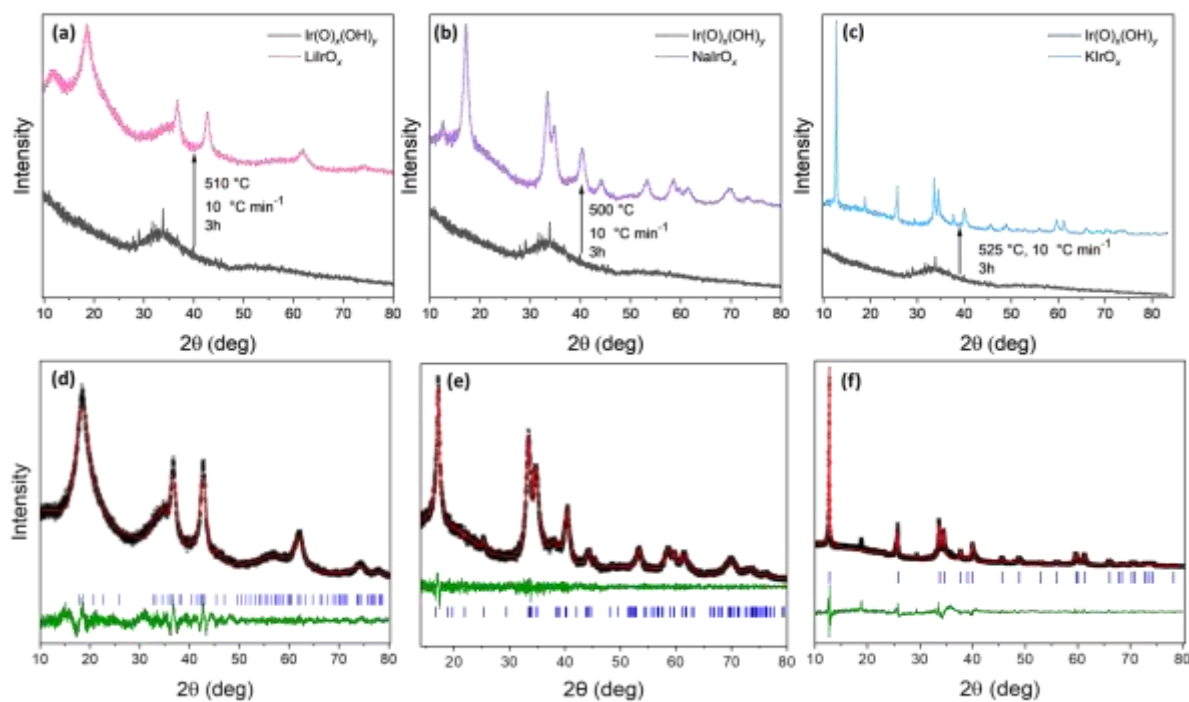 (a)
Ir(O)ₓ(OH)ᵧ
LiIrOₓ
Intensity
510 °C
10 °C min⁻¹
3h
10 20 30 40 50 60 70 80
2θ (deg)
(b)
Ir(O)ₓ(OH)ᵧ
NaIrOₓ
Intensity
500 °C
10 °C min⁻¹
3h
10 20 30 40 50 60 70 80
2θ (deg)
(c)
Ir(O)ₓ(OH)ᵧ
KIrOₓ
Intensity
525 °C, 10 °C min⁻¹
3h
10 20 30 40 50 60 70 80
2θ (deg)
(d)
Intensity
10 20 30 40 50 60 70 80
2θ (deg)
(e)
20 30 40 50 60 70 80
2θ (deg)
(f)
10 20 30 40 50 60 70 80
2θ (deg)